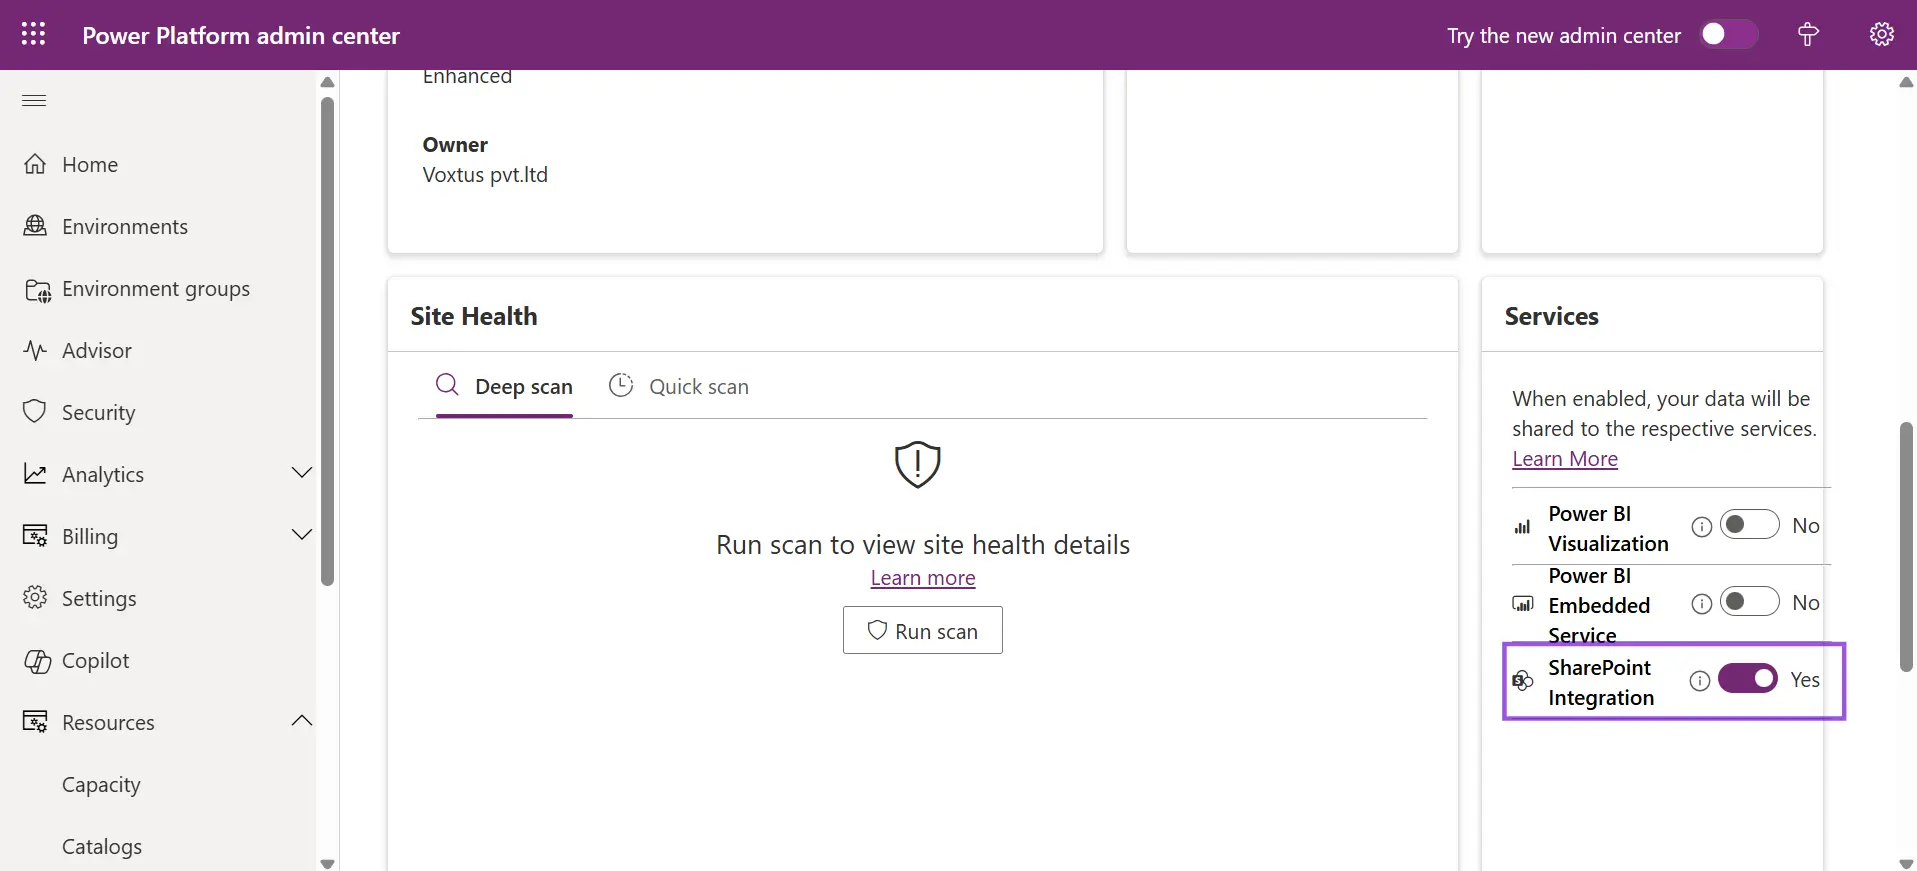 Power Platform admin center
Try the new admin center
Home
Environments
Environment groups
Advisor
Security
Analytics
Billing
Settings
Copilot
Resources
Capacity
Catalogs
Enhanced
Owner
Voxtus pvt.ltd
Site Health
Deep scan
Quick scan
Run scan to view site health details
Learn more
Run scan
Services
When enabled, your data will be
shared to the respective services.
Learn More
Power BI
Visualization
No
Power BI
Embedded
Service
No
SharePoint
Integration
Yes